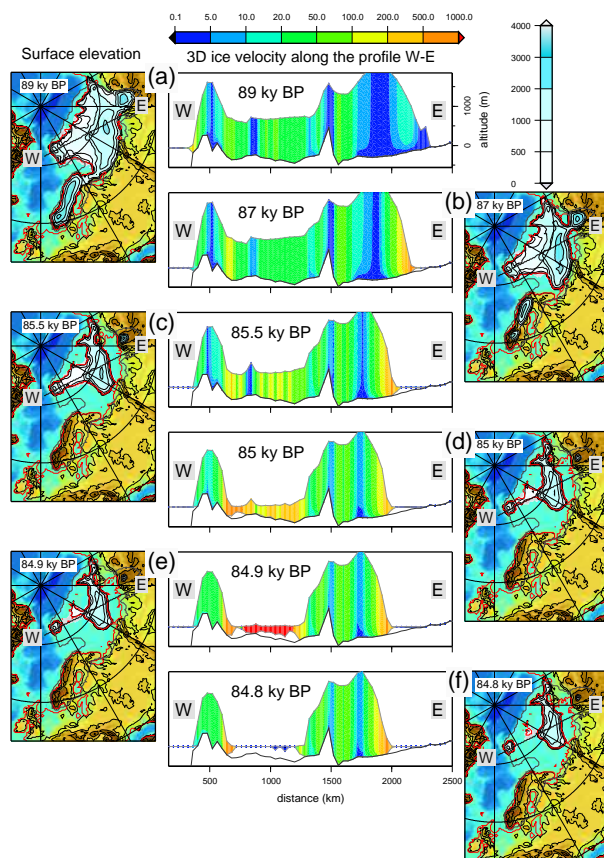 0.1 5.0 10.0 20.0 50.0 100.0 200.0 600.0 1000.0
Surface elevation
3D ice velocity along the profile W-E
4000
3000
2000
1000
500
0
89 ky BP
W
E
(a)
W
89 ky BP
E
1000
0
altitude (m)
W
87 ky BP
E
(b)
87 ky BP
W
E
85.5 ky BP
W
E
(c)
W
85.5 ky BP
E
W
85 ky BP
E
(d)
85 ky BP
W
E
84.9 ky BP
W
E
(e)
W
84.9 ky BP
E
W
84.8 ky BP
E
(f)
84.8 ky BP
W
E
500 1000 1500 2000 2500
distance (km)